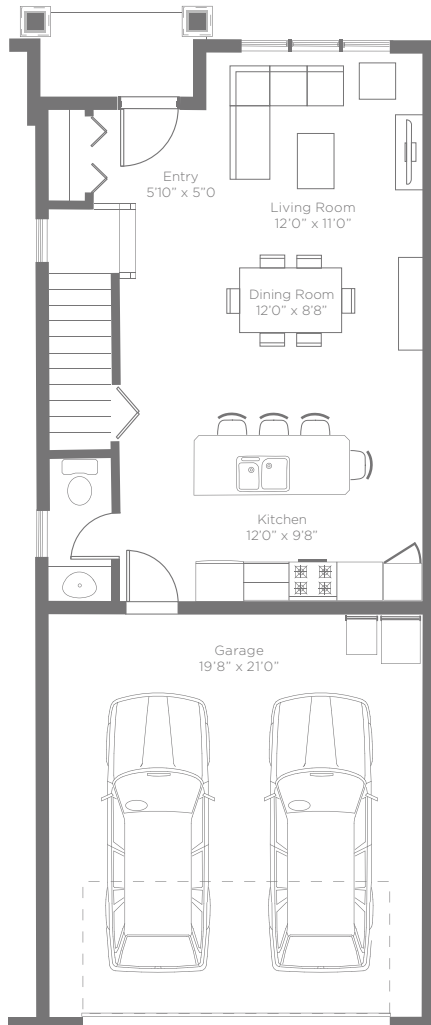 Entry
5'10” x 5”0
Living Room
12'0” x 11'0”
Dining Room
12'0” x 8'8”
Kitchen
12'0” x 9'8”
Garage
19'8” x 21'0”